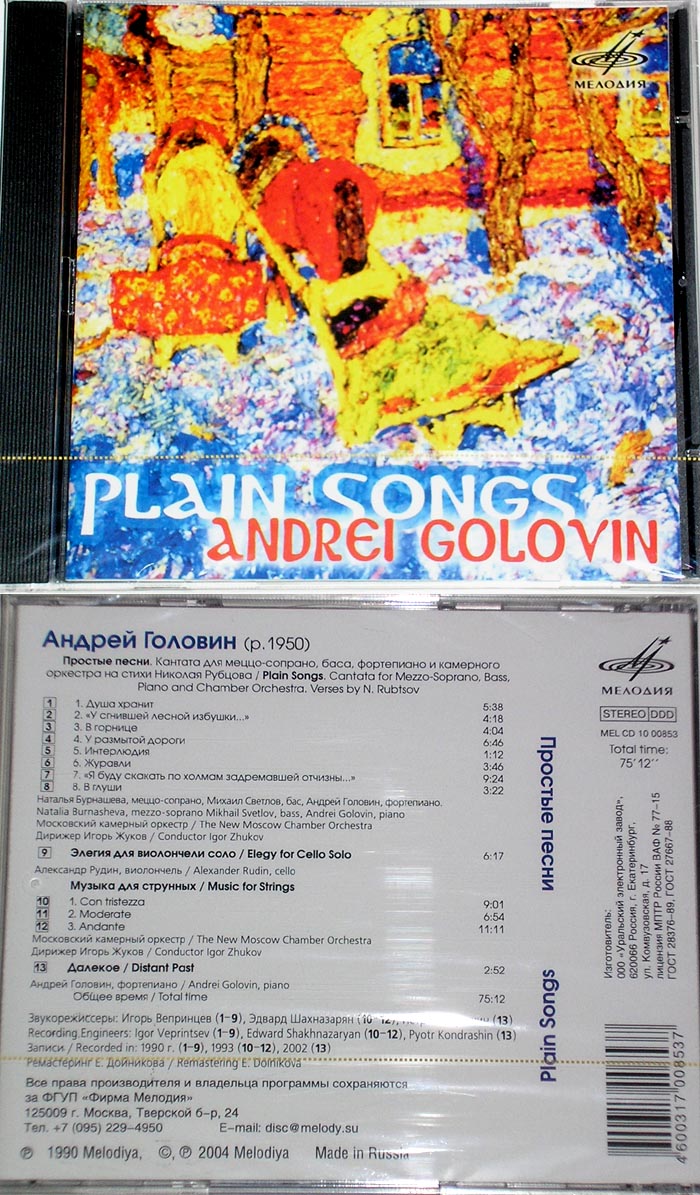 МЕЛОДИЯ
PLAIN SONGS
ANDREI GOLOVIN
Андрей Головин (р.1950)
Простые песни. Кантата для меццо-сопрано, баса, фортепиано и камерного
оркестра на стихи Николая Рубцова / Plain Songs. Cantata for Mezzo-Soprano, Bass,
Piano and Chamber Orchestra. Verses by N. Rubtsov
1 1. Душа хранит 5:38
2 2. «У сгнившей лесной избушки...» 4:18
3 3. В горнице 4:04
4 4. У размытой дороги 6:46
5 5. Интерлюдия 1:12
6 6. Журавли 3:46
7 7. «Я буду скакать по холмам задремавшей отчизны...» 9:24
8 8. В глуши 3:22
Наталья Бурнашева, меццо-сопрано, Михаил Светлов, бас, Андрей Головин, фортепиано.
Natalia Burnasheva, mezzo-soprano Mikhail Svetlov, bass, Andrei Golovin, piano
Московский камерный оркестр / The New Moscow Chamber Orchestra
Дирижер Игорь Жуков / Conductor Igor Zhukov
9 Элегия для виолончели соло / Elegy for Cello Solo 6:17
Александр Рудин, виолончель / Alexander Rudin, cello
Музыка для струнных / Music for Strings
10 1. Con tristezza 9:01
11 2. Moderate 6:54
12 3. Andante 11:11
Московский камерный оркестр / The New Moscow Chamber Orchestra
Дирижер Игорь Жуков / Conductor Igor Zhukov
13 Далекое / Distant Past 2:52
Андрей Головин, фортепиано / Andrei Golovin, piano
Общее время / Total time 75:12
Звукорежиссеры: Игорь Вепринцев (1–9), Эдвард Шахназарян (10–12), (13)
Recording Engineers: Igor Veprintsev (1–9), Edward Shakhnazaryan (10–12), Pyotr Kondrashin (13)
Записи / Recorded in: 1990 г. (1–9), 1993 (10–12), 2002 (13)
Ремастеринг Е. Дойникова / Remastering E. Doinikova
Все права производителя и владельца программы сохраняются
за ФГУП «Фирма Мелодия»
125009 г. Москва, Тверской б–р, 24
Тел. +7 (095) 229–4950 E-mail: disc@melody.su
℗ 1990 Melodiya, ©, ℗ 2004 Melodiya Made in Russia
МЕЛОДИЯ
STEREO DDD
MEL CD 10 00853
Total time:
75'12''
Простые песни
Plain Songs
Изготовитель:
ООО «Уральский электронный завод»,
620066 Россия, г. Екатеринбург,
ул. Комвузовская, д. 17
лицензия МПТР России ВАФ № 77–15
ГОСТ 28376–89, ГОСТ 27667–88
4600317008537